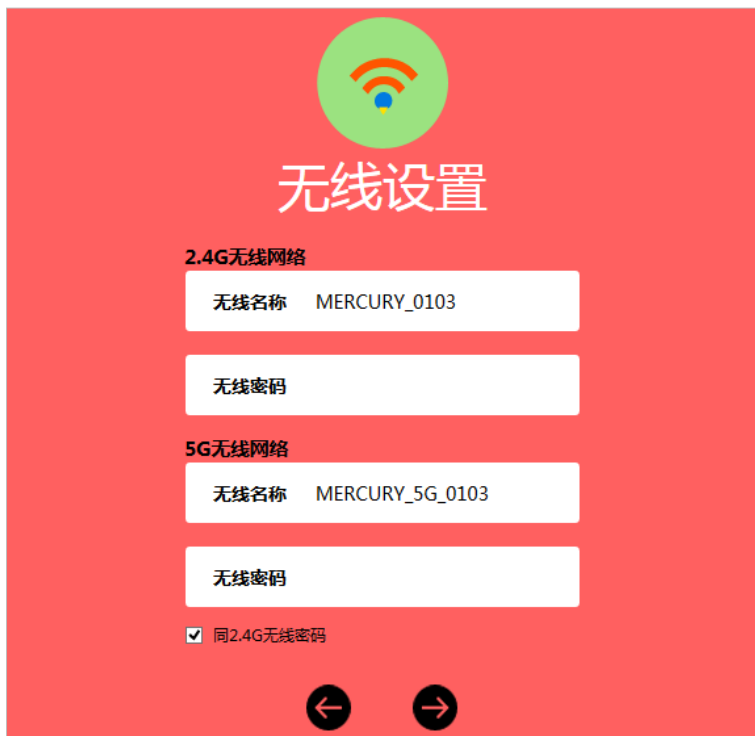 无线设置
2.4G无线网络
无线名称 MERCURY_0103
无线密码
5G无线网络
无线名称 MERCURY_5G_0103
无线密码
同2.4G无线密码